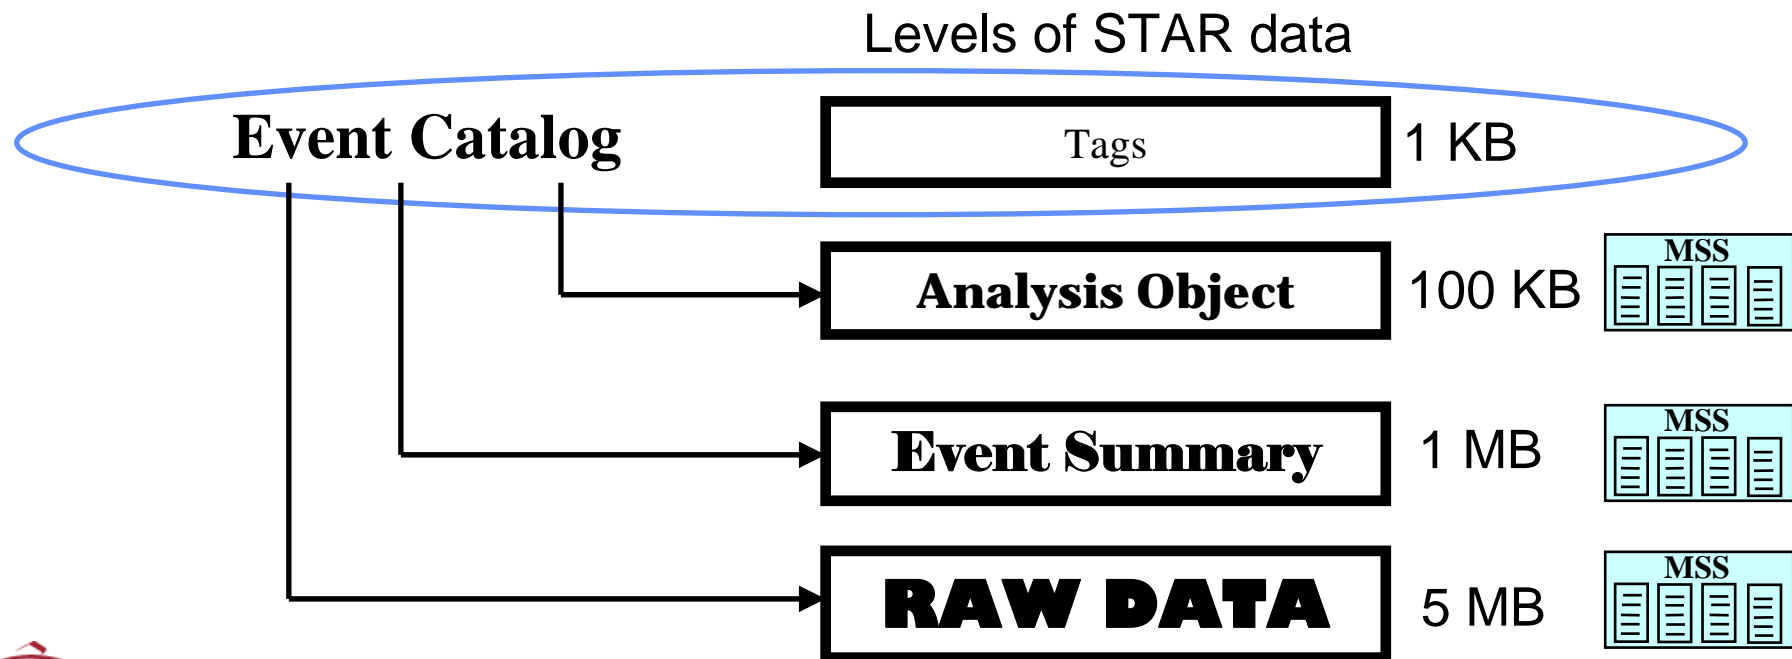 Levels of STAR data
Event Catalog
Tags
1 KB
Analysis Object
100 KB
MSS
Event Summary
1 MB
MSS
RAW DATA
5 MB
MSS